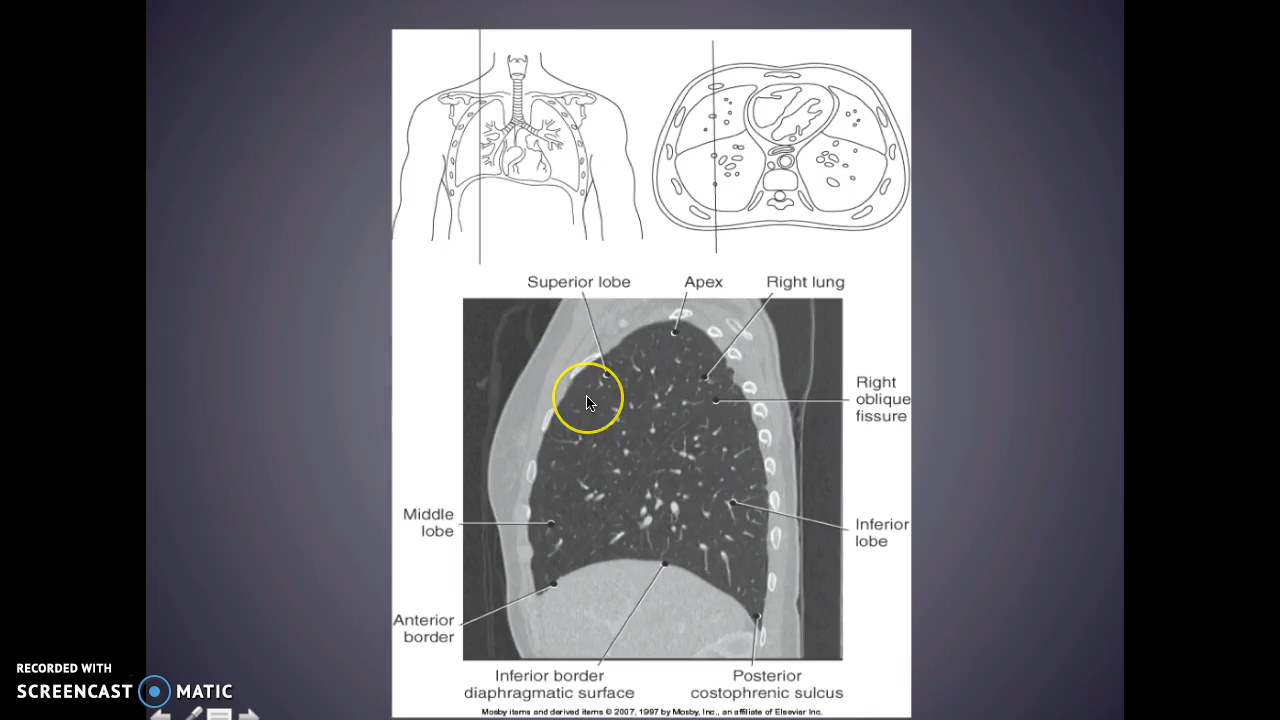 Superior lobe
Apex
Right lung
Right
oblique
fissure
Middle
lobe
Inferior
lobe
Anterior
border
Inferior border
diaphragmatic surface
Posterior
costophrenic sulcus
Mosby items and derived items © 2007, 1997 by Mosby, Inc., an affiliate of Elsevier Inc.
RECORDED WITH
SCREENCAST MATIC